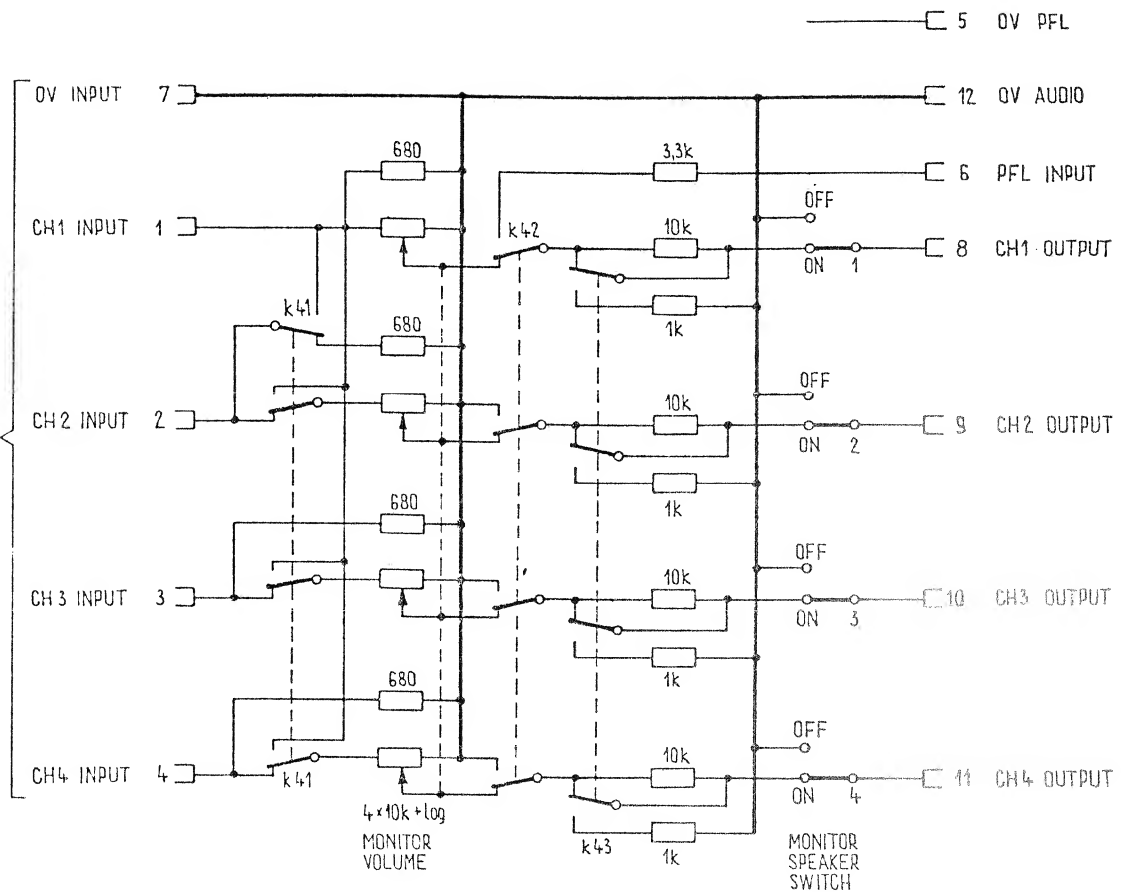 5 0V PFL
0V INPUT 7
12 0V AUDIO
680
3,3k
6 PFL INPUT
OFF
CH1 INPUT 1
k42
10k
8 CH1 OUTPUT
ON 1
k41
1k
680
OFF
CH2 INPUT 2
10k
9 CH2 OUTPUT
ON 2
1k
680
OFF
CH3 INPUT 3
10k
10 CH3 OUTPUT
ON 3
1k
680
OFF
CH4 INPUT 4
k41
10k
11 CH4 OUTPUT
ON 4
4×10k+log
k43
1k
MONITOR
VOLUME
MONITOR
SPEAKER
SWITCH